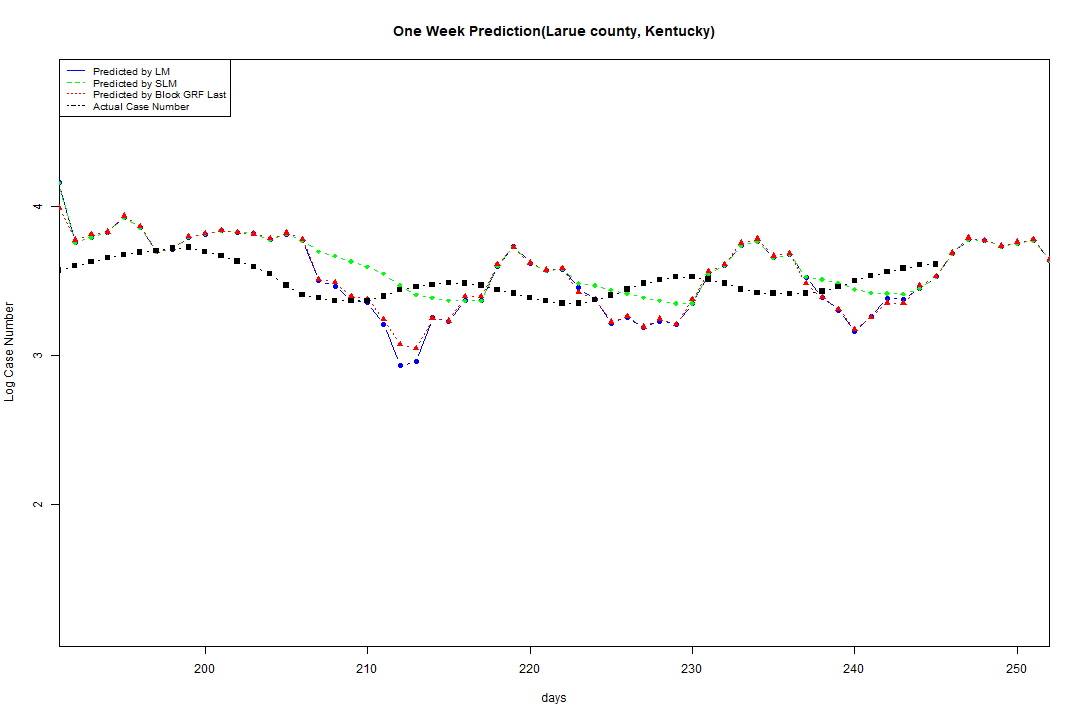 One Week Prediction(Larue county, Kentucky)
Predicted by LM
Predicted by SLM
Predicted by Block GRF Last
Actual Case Number
4
3
2
Log Case Number
200 210 220 230 240 250
days